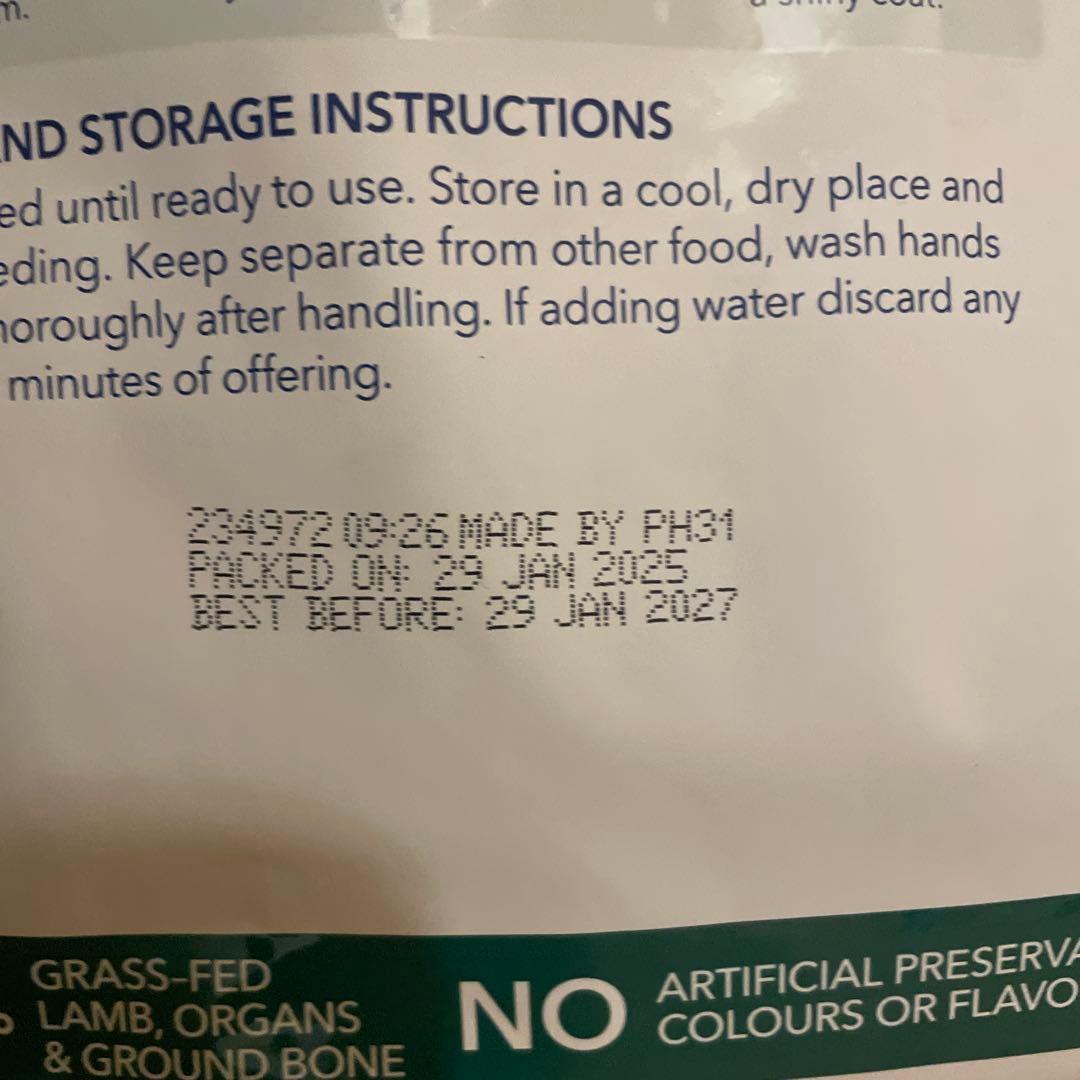 ND STORAGE INSTRUCTIONS
ed until ready to use. Store in a cool, dry place and
eding. Keep separate from other food, wash hands
horoughly after handling. If adding water discard any
minutes of offering.
234972 09:26 MADE BY PH31
PACKED ON: 29 JAN 2025
BEST BEFORE: 29 JAN 2027
GRASS-FED
LAMB, ORGANS
& GROUND BONE
NO
ARTIFICIAL PRESERVA
COLOURS OR FLAVO